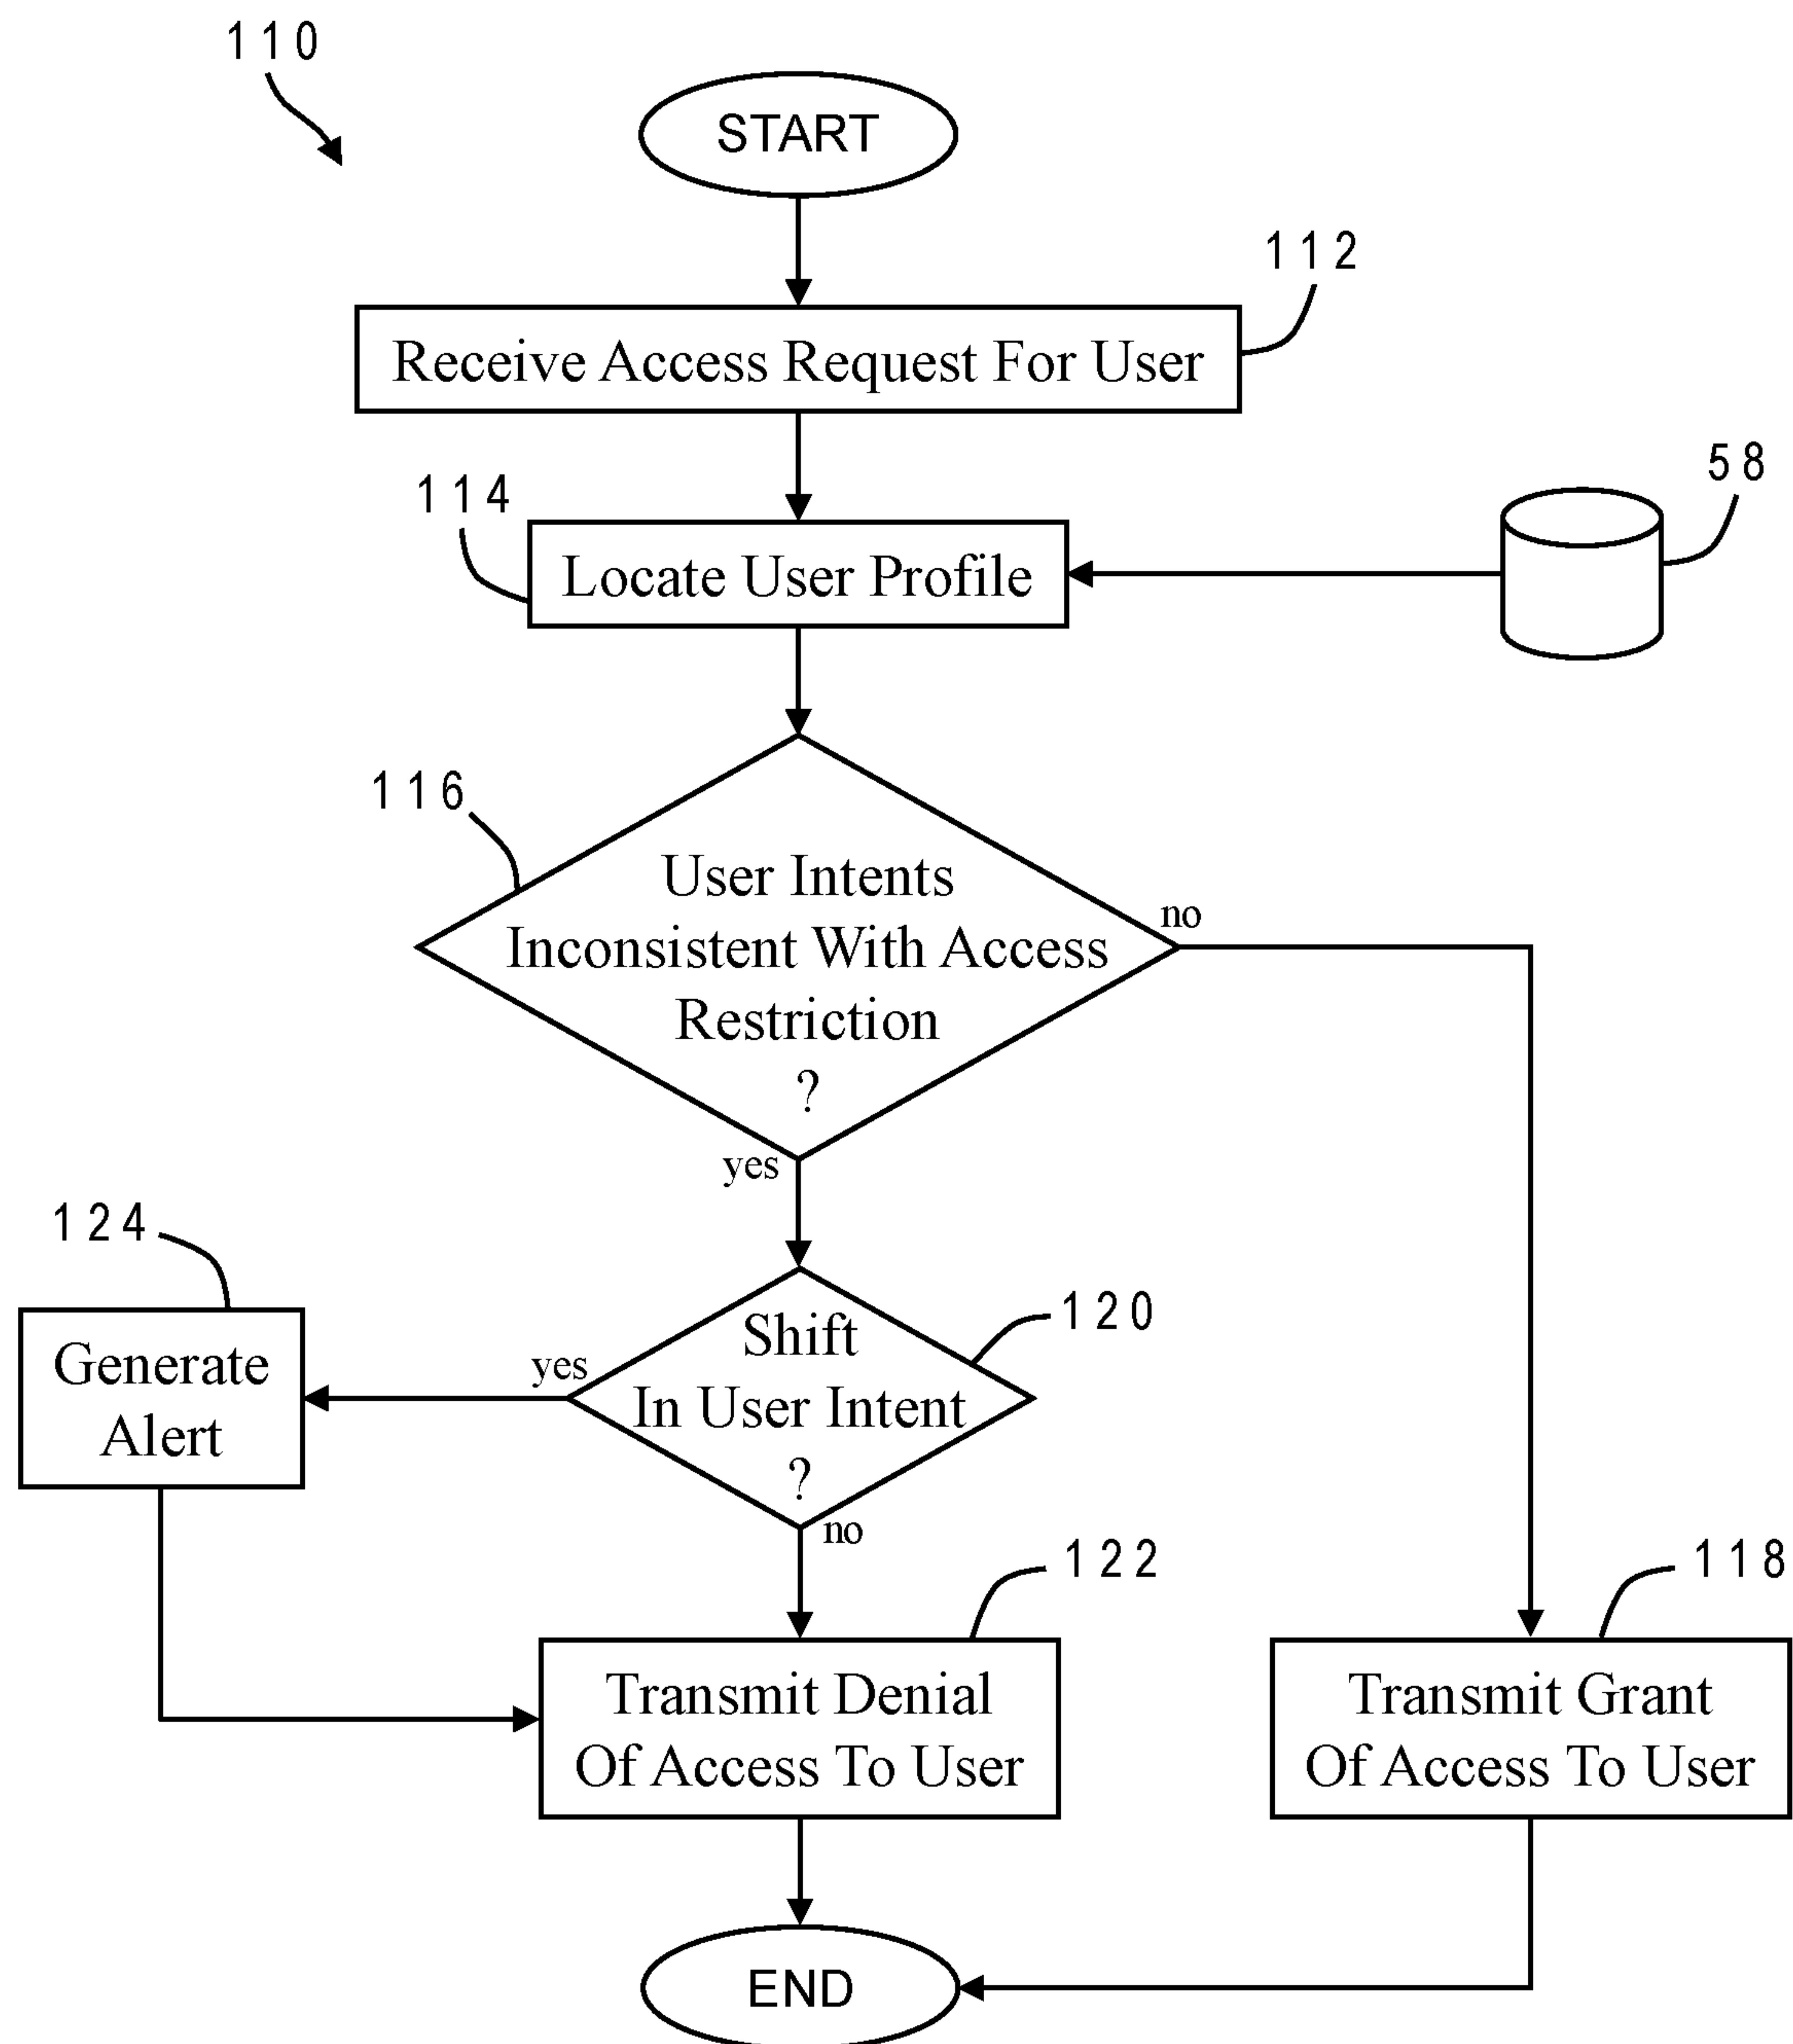 110
START
112
Receive Access Request For User
114
58
Locate User Profile
116
User Intents
Inconsistent With Access
Restriction
?
no
yes
124
120
Generate
Alert
yes
Shift
In User Intent
?
no
122
118
Transmit Denial
Of Access To User
Transmit Grant
Of Access To User
END